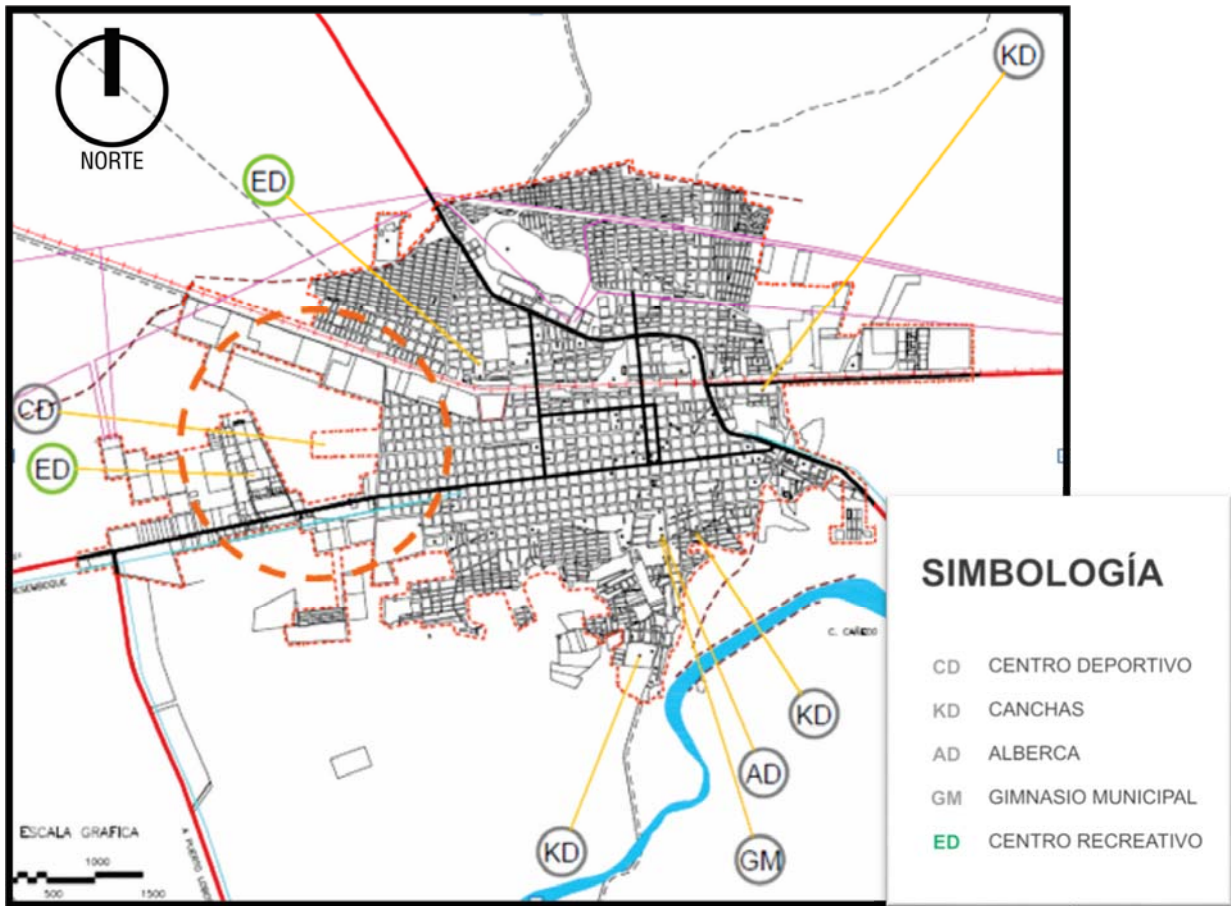 NORTE
KD
ED
CD
ED
C. CAÑEDO
KD
AD
KD
GM
ESCALA GRAFICA
1000
500 1500
SIMBOLOGÍA
CD CENTRO DEPORTIVO
KD CANCHAS
AD ALBERCA
GM GIMNASIO MUNICIPAL
ED CENTRO RECREATIVO